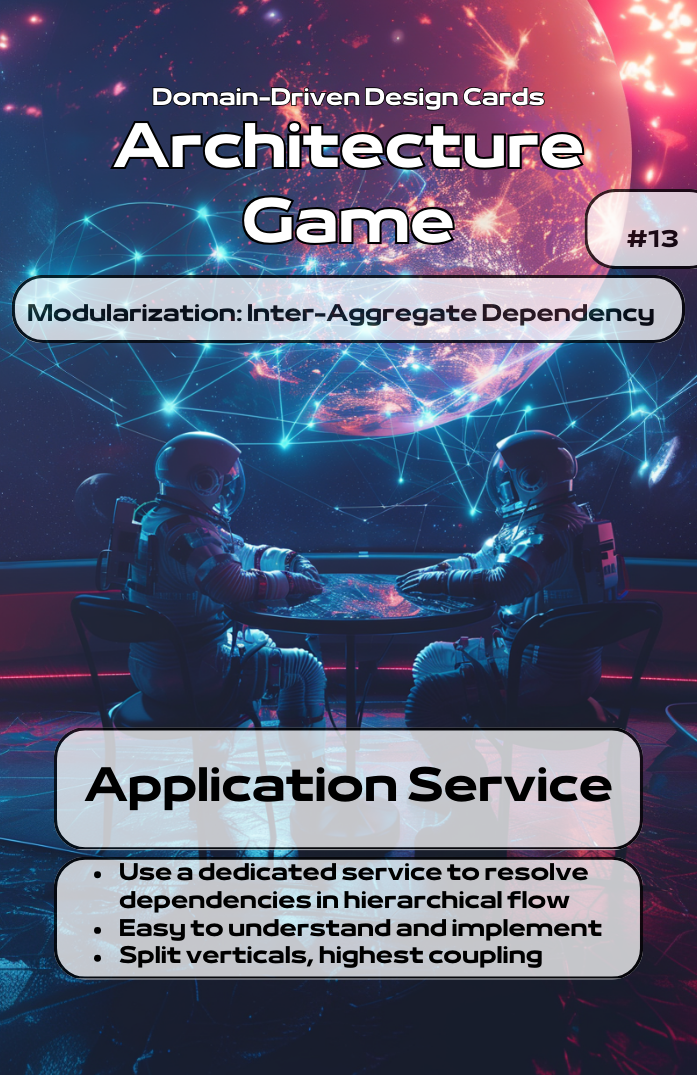 Domain-Driven Design Cards
Architecture
Game
#13
Modularization: Inter-Aggregate Dependency
Application Service
• Use a dedicated service to resolve
dependencies in hierarchical flow
• Easy to understand and implement
• Split verticals, highest coupling